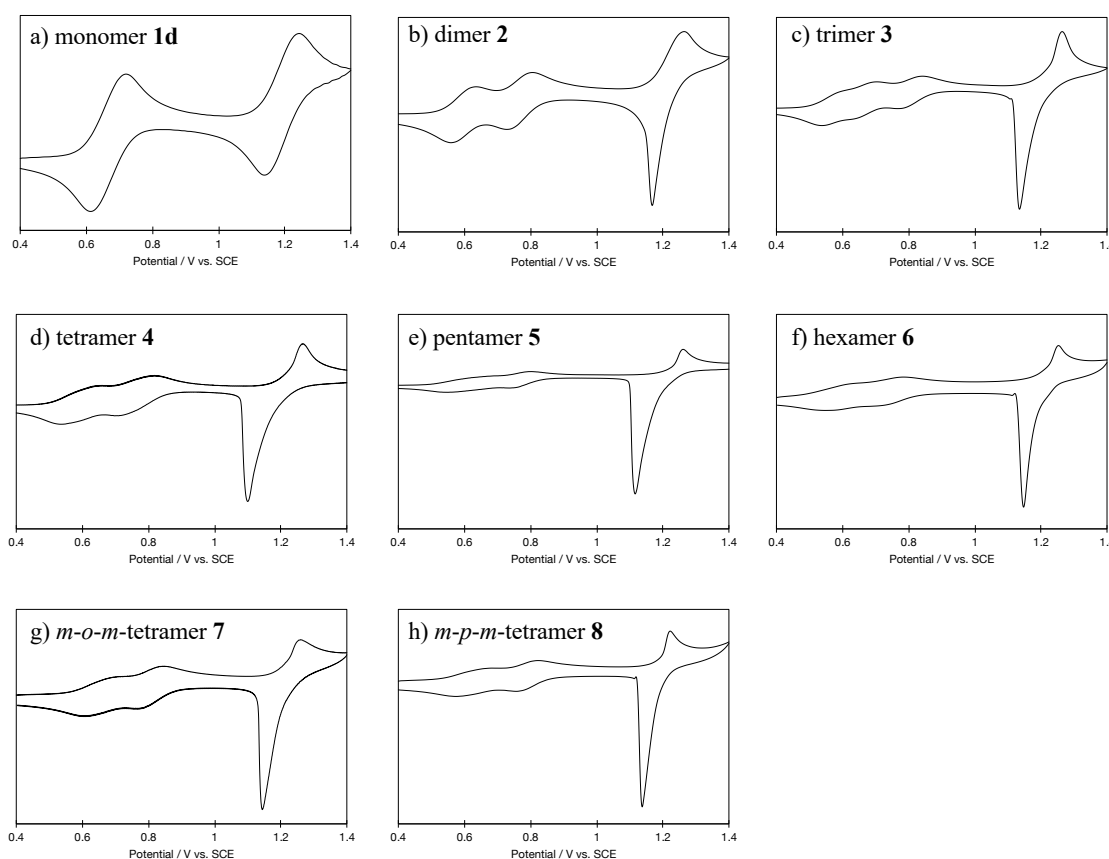 a) monomer 1d
0.4 0.6 0.8 1 1.2 1.4
Potential / V vs. SCE
b) dimer 2
0.4 0.6 0.8 1 1.2 1.4
Potential / V vs. SCE
c) trimer 3
0.4 0.6 0.8 1 1.2 1.
Potential / V vs. SCE
d) tetramer 4
0.4 0.6 0.8 1 1.2 1.4
Potential / V vs. SCE
e) pentamer 5
0.4 0.6 0.8 1 1.2 1.4
Potential / V vs. SCE
f) hexamer 6
0.4 0.6 0.8 1 1.2 1.
Potential / V vs. SCE
g) m-o-m-tetramer 7
0.4 0.6 0.8 1 1.2 1.4
Potential / V vs. SCE
h) m-p-m-tetramer 8
0.4 0.6 0.8 1 1.2 1.4
Potential / V vs. SCE